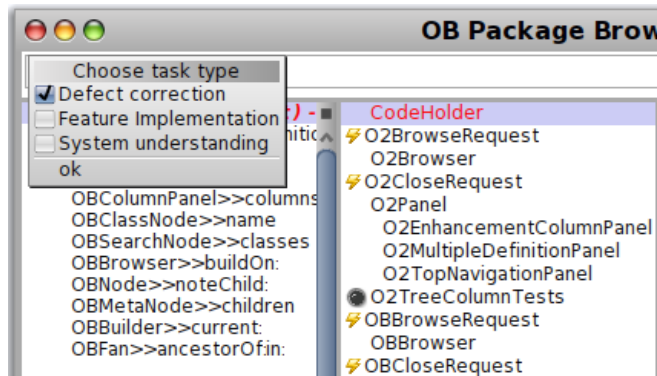 OB Package Brow
Choose task type
Defect correction
Feature Implementation
System understanding
ok
:) -
nitic
OBColumnPanel>>columns
OBClassNode>>name
OBSearchNode>>classes
OBBrowser>>buildOn:
OBNode>>noteChild:
OBMetaNode>>children
OBBuilder>>current:
OBFan>>ancestorOf:in:
CodeHolder
O2BrowseRequest
O2Browser
O2CloseRequest
O2Panel
O2EnhancementColumnPanel
O2MultipleDefinitionPanel
O2TopNavigationPanel
O2TreeColumnTests
OBBrowseRequest
OBBrowser
OBCloseRequest